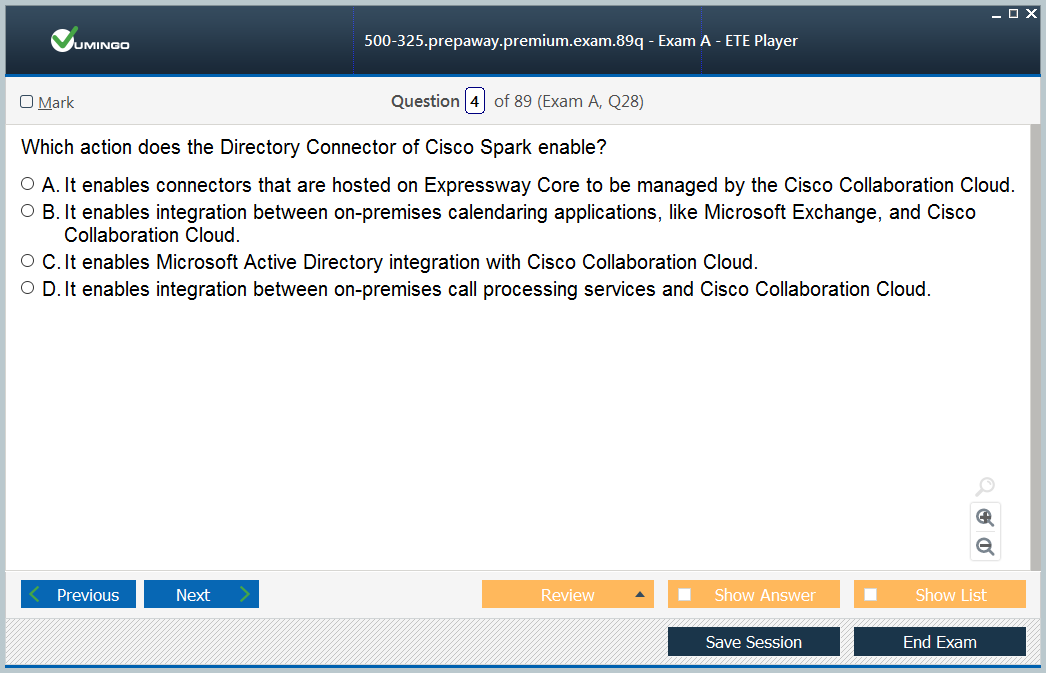 VUMINGO
500-325.prepaway.premium.exam.89q - Exam A - ETE Player
Mark
Question 4 of 89 (Exam A, Q28)
Which action does the Directory Connector of Cisco Spark enable?
A. It enables connectors that are hosted on Expressway Core to be managed by the Cisco Collaboration Cloud.
B. It enables integration between on-premises calendaring applications, like Microsoft Exchange, and Cisco
Collaboration Cloud.
C. It enables Microsoft Active Directory integration with Cisco Collaboration Cloud.
D. It enables integration between on-premises call processing services and Cisco Collaboration Cloud.
Previous
Next
Review
Show Answer
Show List
Save Session
End Exam